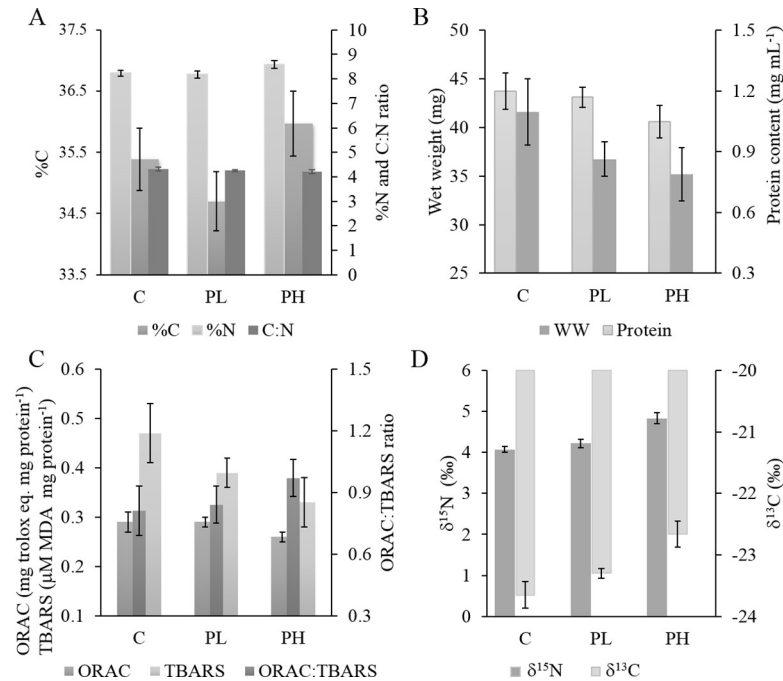 A
37.5
36.5
35.5
34.5
33.5
%C
10
9
8
7
6
5
4
3
2
1
0
%N and C:N ratio
C PL PH
%C %N C:N
B
50
45
40
35
30
25
Wet weight (mg)
1.5
1.2
0.9
0.6
0.3
Protein content (mg mL⁻¹)
C PL PH
WW Protein
C
0.6
0.5
0.4
0.3
0.2
0.1
ORAC (mg trolox eq. mg protein⁻¹)
TBARS (µM MDA mg protein⁻¹)
1.5
1.2
0.9
0.6
0.3
ORAC:TBARS ratio
C PL PH
ORAC TBARS ORAC:TBARS
D
6
5
4
3
2
1
0
δ¹⁵N (‰)
-20
-21
-22
-23
-24
δ¹³C (‰)
C PL PH
δ¹⁵N δ¹³C